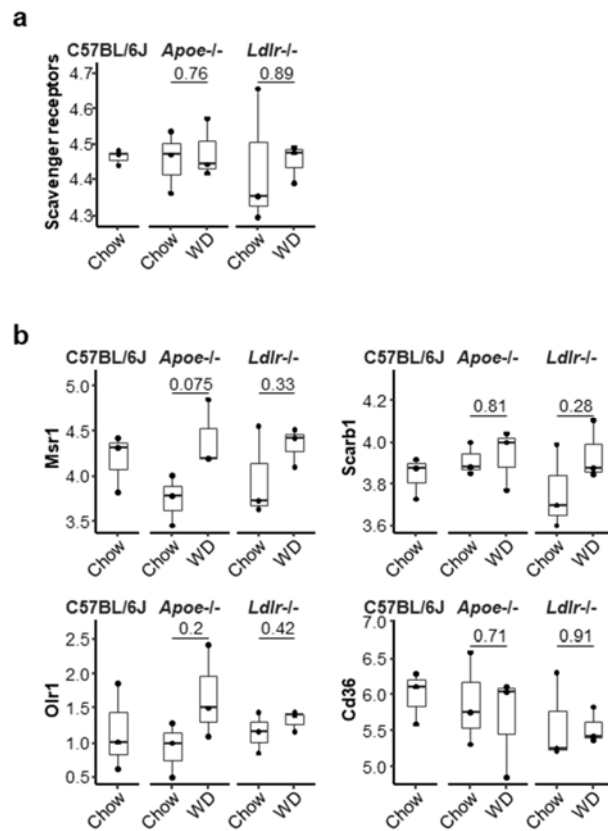 a
C57BL/6J Apoe-/- Ldlr-/-
0.76 0.89
Scavenger receptors
4.7
4.6
4.5
4.4
4.3
Chow Chow WD Chow WD
b
C57BL/6J Apoe-/- Ldlr-/-
0.075 0.33
Msr1
5.0
4.5
4.0
3.5
Chow Chow WD Chow WD
C57BL/6J Apoe-/- Ldlr-/-
0.81 0.28
Scarb1
4.2
4.0
3.8
3.6
Chow Chow WD Chow WD
C57BL/6J Apoe-/- Ldlr-/-
0.2 0.42
Olr1
2.5
2.0
1.5
1.0
0.5
Chow Chow WD Chow WD
C57BL/6J Apoe-/- Ldlr-/-
0.71 0.91
Cd36
7.0
6.5
6.0
5.5
5.0
Chow Chow WD Chow WD